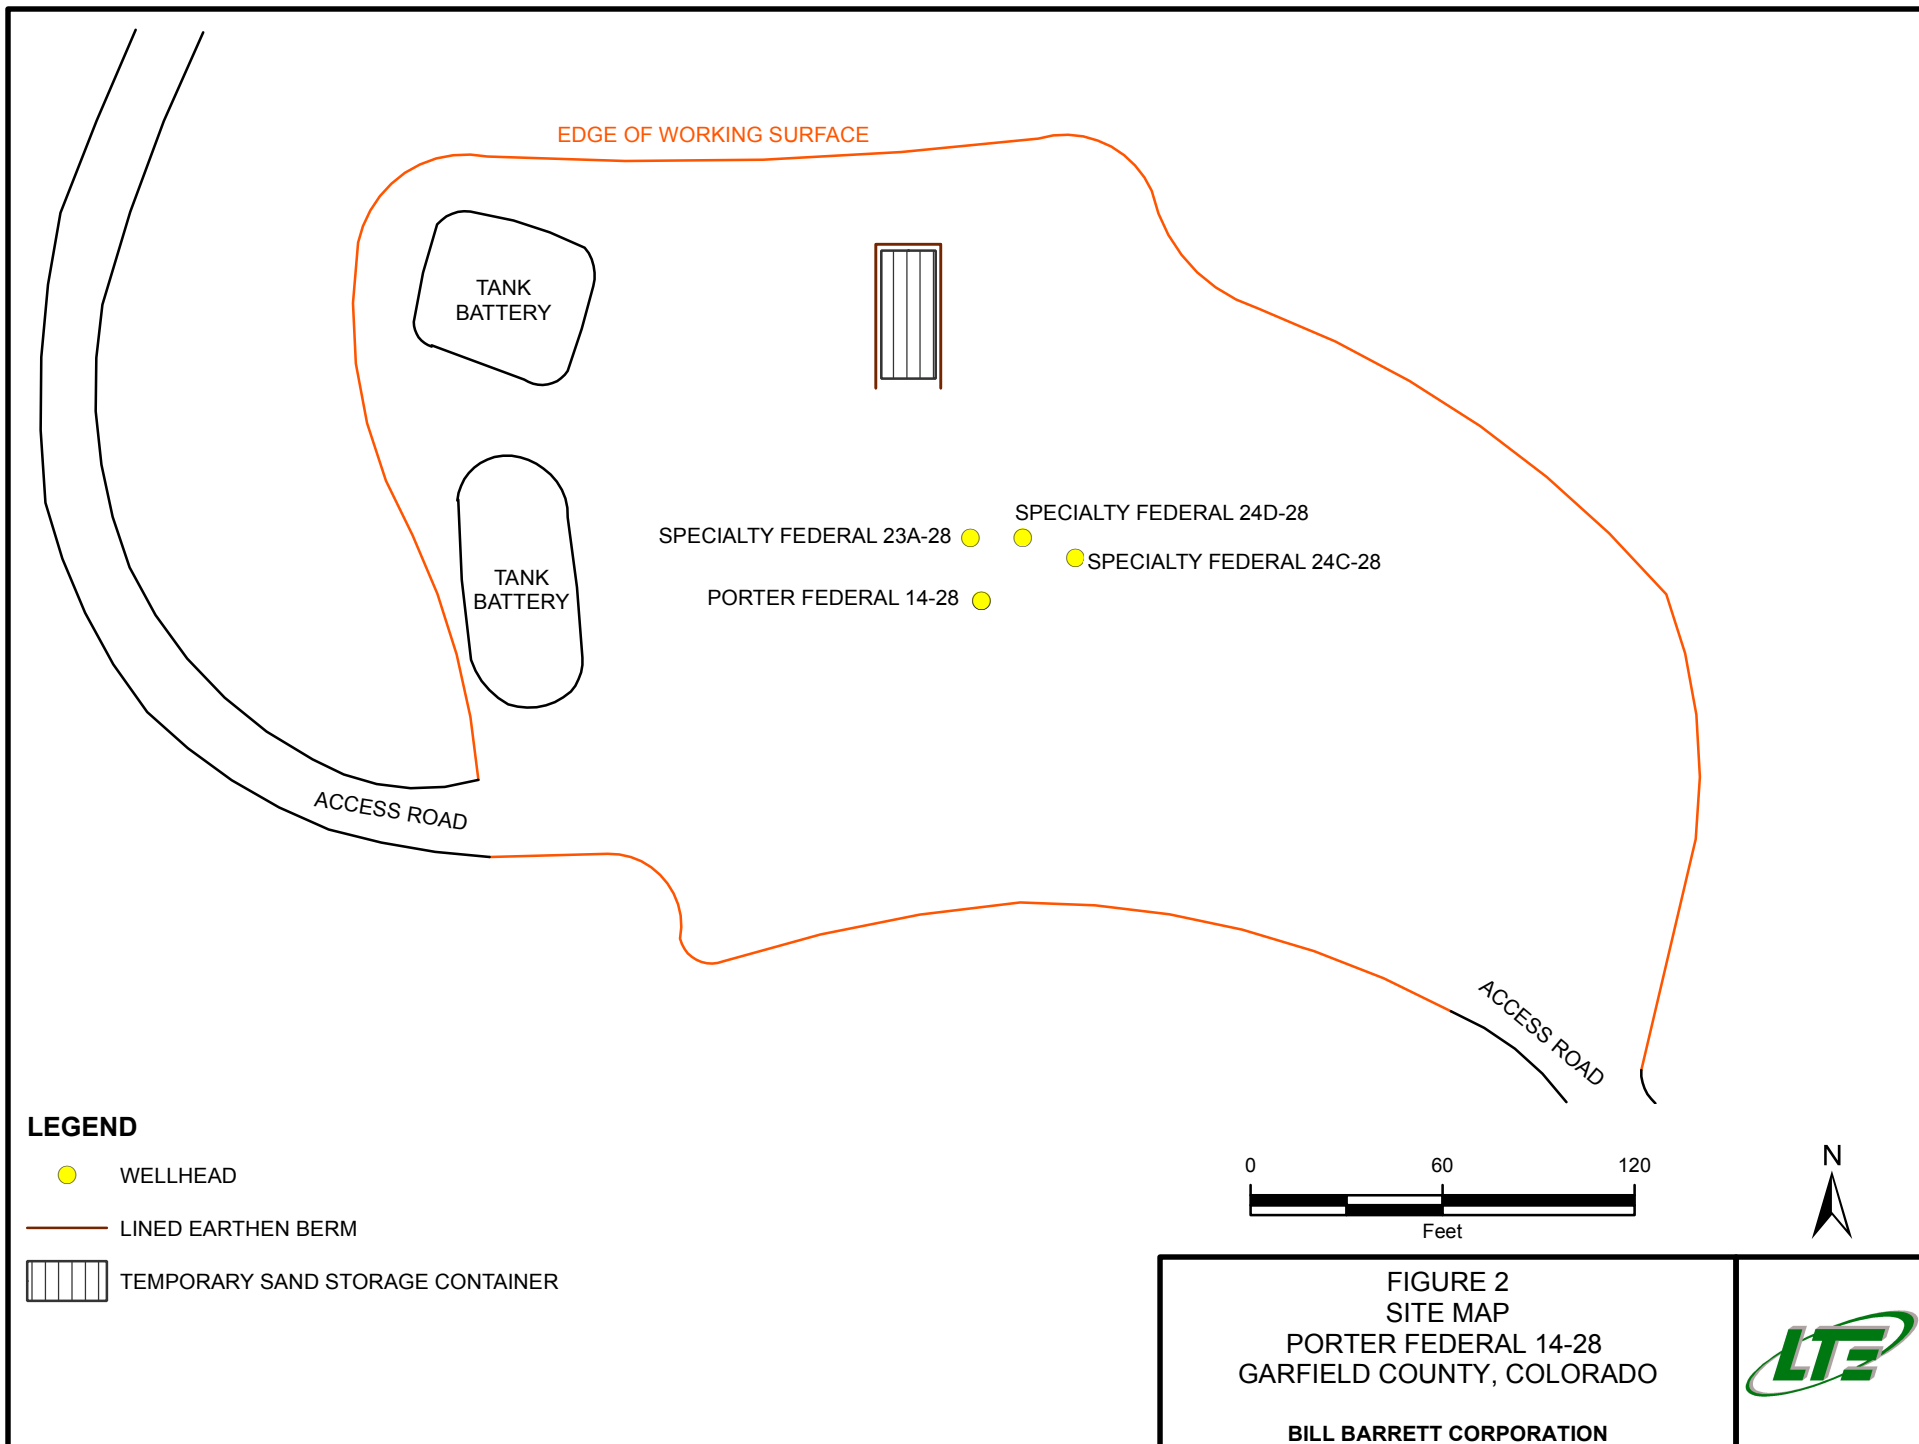 EDGE OF WORKING SURFACE
TANK
BATTERY
SPECIALTY FEDERAL 24D-28
SPECIALTY FEDERAL 23A-28
SPECIALTY FEDERAL 24C-28
TANK
BATTERY
PORTER FEDERAL 14-28
ACCESS ROAD
ACCESS ROAD
LEGEND
WELLHEAD
LINED EARTHEN BERM
TEMPORARY SAND STORAGE CONTAINER
0 60 120
Feet
N
FIGURE 2
SITE MAP
PORTER FEDERAL 14-28
GARFIELD COUNTY, COLORADO
BILL BARRETT CORPORATION
LTE